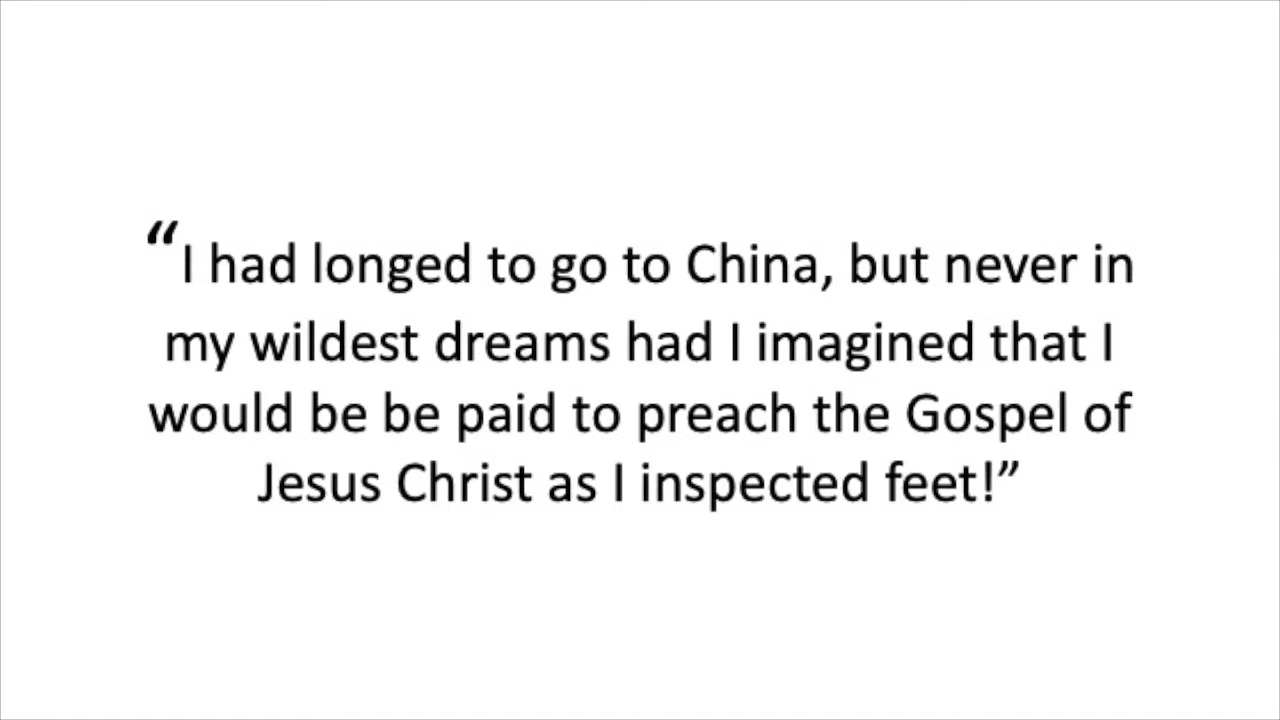 “I had longed to go to China, but never in
my wildest dreams had I imagined that I
would be be paid to preach the Gospel of
Jesus Christ as I inspected feet!”